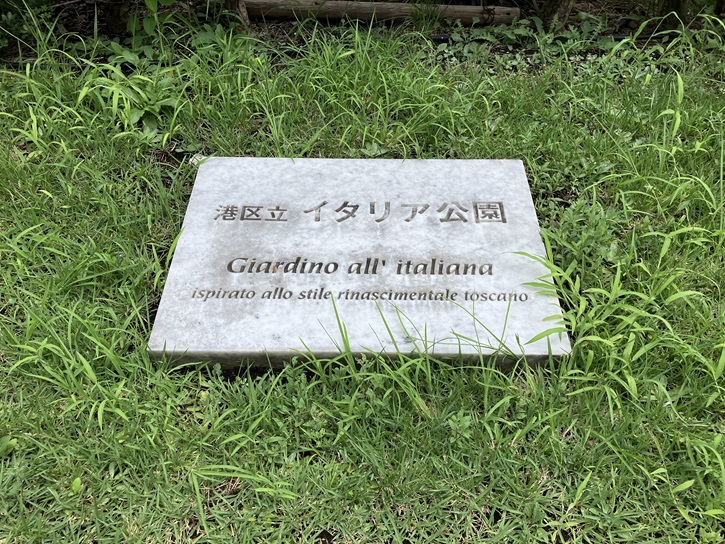 港区立 イタリア公園
Giardino all' italiana
ispirato allo stile rinascimentale toscano